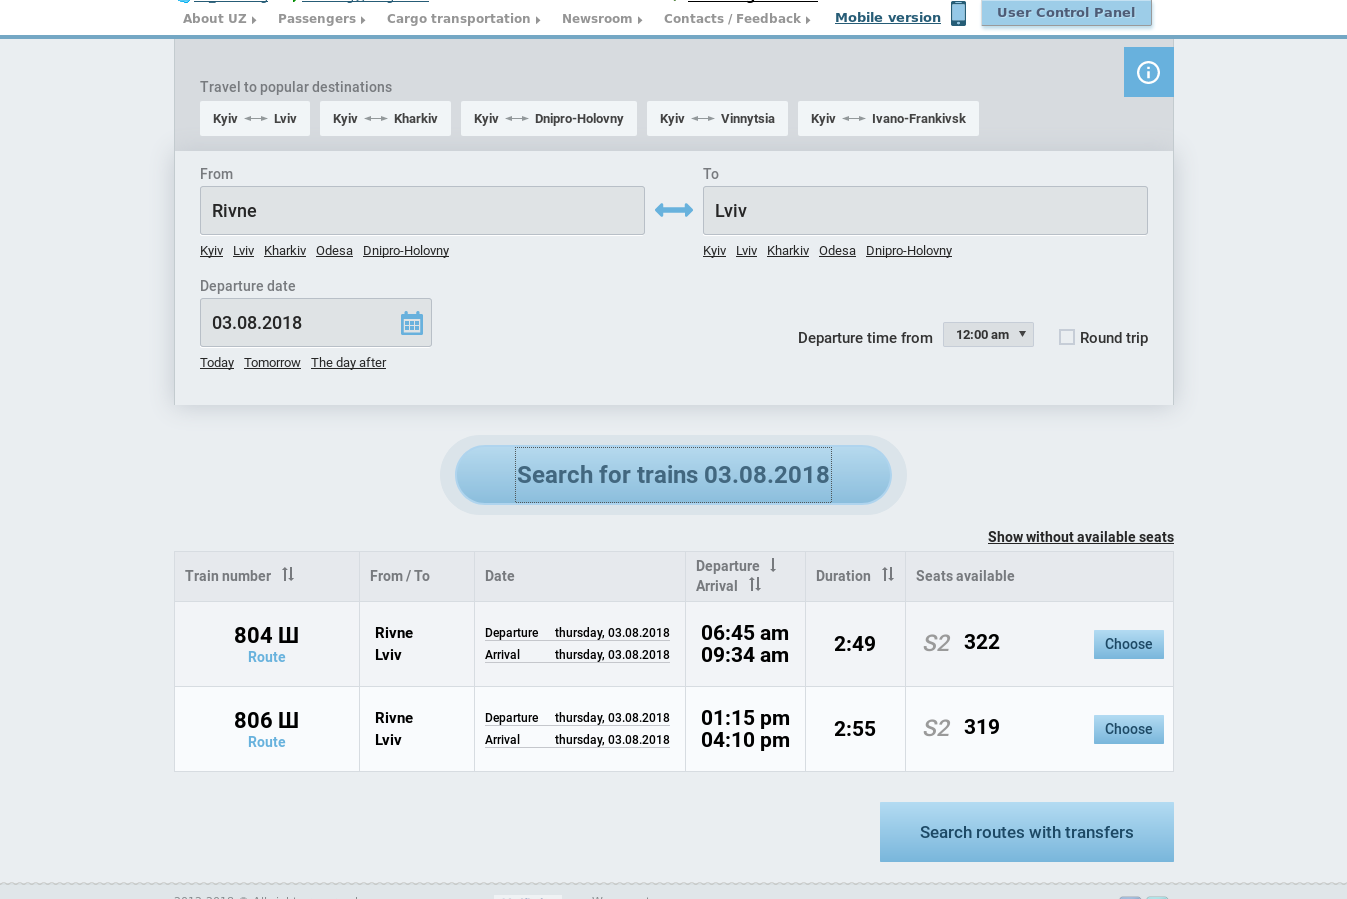 About UZ Passengers Cargo transportation Newsroom Contacts / Feedback Mobile version User Control Panel
Travel to popular destinations
Kyiv Lviv Kyiv Kharkiv Kyiv Dnipro-Holovny Kyiv Vinnytsia Kyiv Ivano-Frankivsk
From To
Rivne Lviv
Kyiv Lviv Kharkiv Odesa Dnipro-Holovny Kyiv Lviv Kharkiv Odesa Dnipro-Holovny
Departure date
03.08.2018
Departure time from 12:00 am Round trip
Today Tomorrow The day after
Search for trains 03.08.2018
Show without available seats
Train number From / To Date Departure Duration Seats available
Arrival
804 Ш Rivne Departure thursday, 03.08.2018 06:45 am 2:49 S2 322 Choose
Route Lviv Arrival thursday, 03.08.2018 09:34 am
806 Ш Rivne Departure thursday, 03.08.2018 01:15 pm 2:55 S2 319 Choose
Route Lviv Arrival thursday, 03.08.2018 04:10 pm
Search routes with transfers